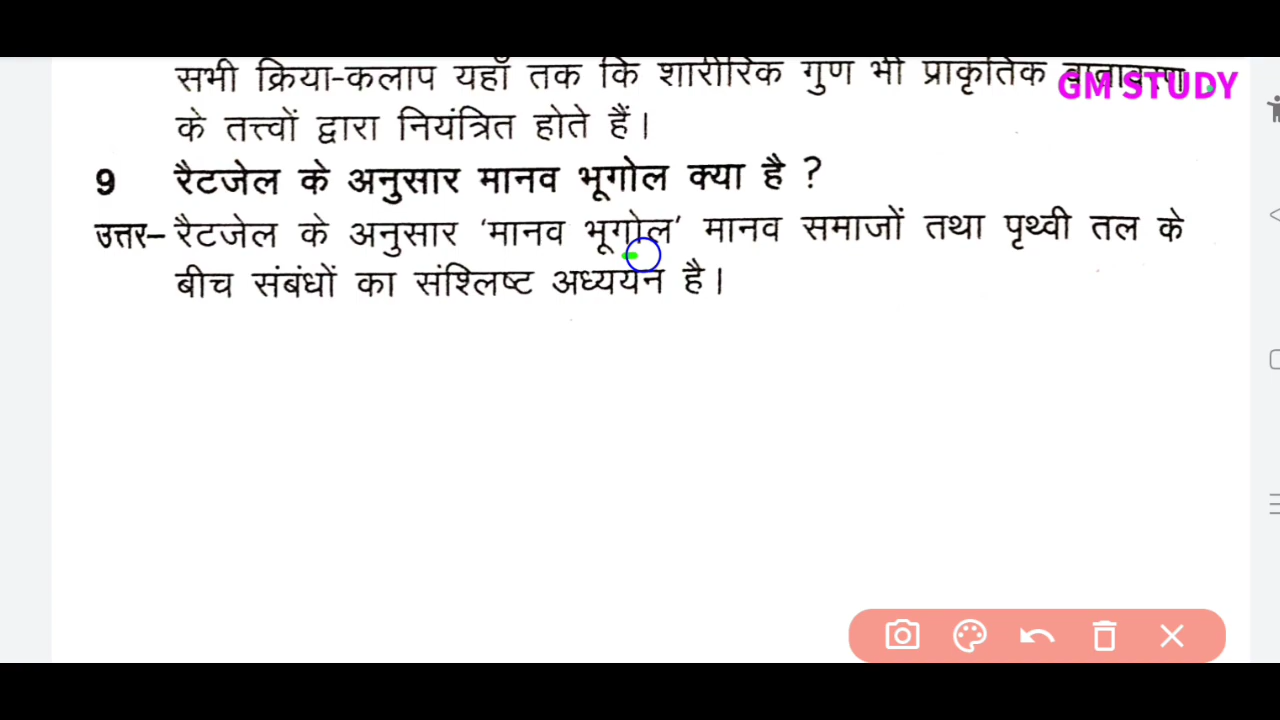 सभी क्रिया-कलाप यहाँ तक कि शारीरिक गुण भी प्राकृतिक वातावरण
GM STUDY
के तत्त्वों द्वारा नियंत्रित होते हैं।
9 रैटजेल के अनुसार मानव भूगोल क्या है ?
उत्तर– रैटजेल के अनुसार ‘मानव भूगोल’ मानव समाजों तथा पृथ्वी तल के
बीच संबंधों का संश्लिष्ट अध्ययन है।